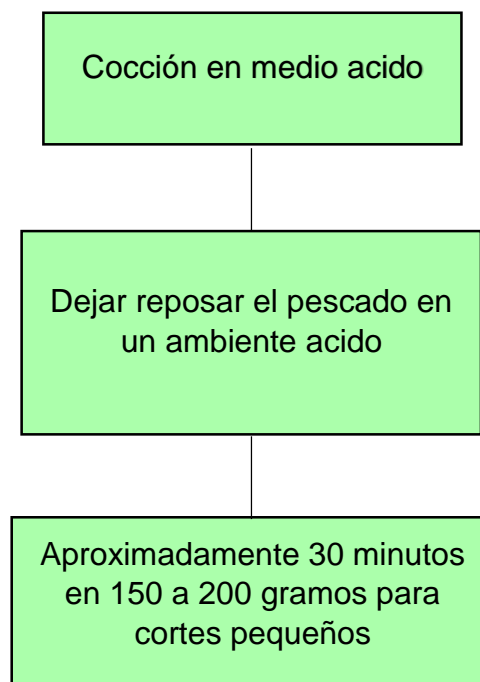 Cocción en medio acido
Dejar reposar el pescado en
un ambiente acido
Aproximadamente 30 minutos
en 150 a 200 gramos para
cortes pequeños